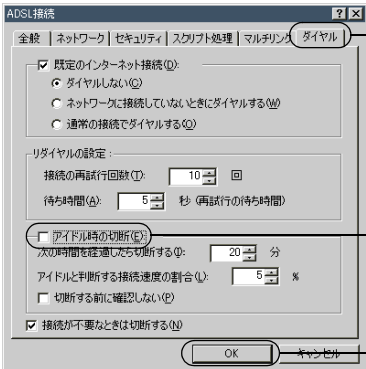 ADSL接続
全般 ネットワーク セキュリティ スクリプト処理 マルチリンク ダイヤル
既定のインターネット接続(D):
ダイヤルしない(C)
ネットワークに接続していないときにダイヤルする(W)
通常の接続でダイヤルする(O)
リダイヤルの設定:
接続の再試行回数(T): 10 回
待ち時間(A): 5 秒 (再試行の待ち時間)
アイドル時の切断(E):
次の時間を経過したら切断する(I): 20 分
アイドルと判断する接続速度の割合(L): 5 %
切断する前に確認しない(P)
接続が不要なときは切断する(N)
OK キャンセル